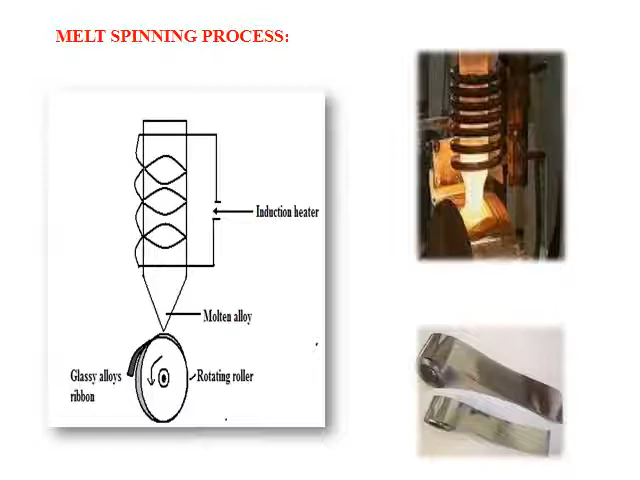 MELT SPINNING PROCESS:
Induction heater
Molten alloy
Glassy alloys
ribbon
Rotating roller